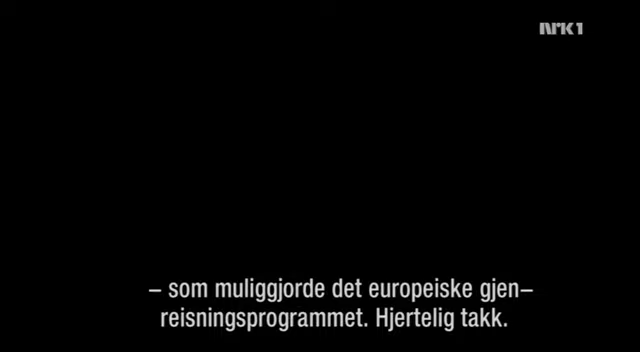 NRK1
– som muliggjorde det europeiske gjen–
reisningsprogrammet. Hjertelig takk.